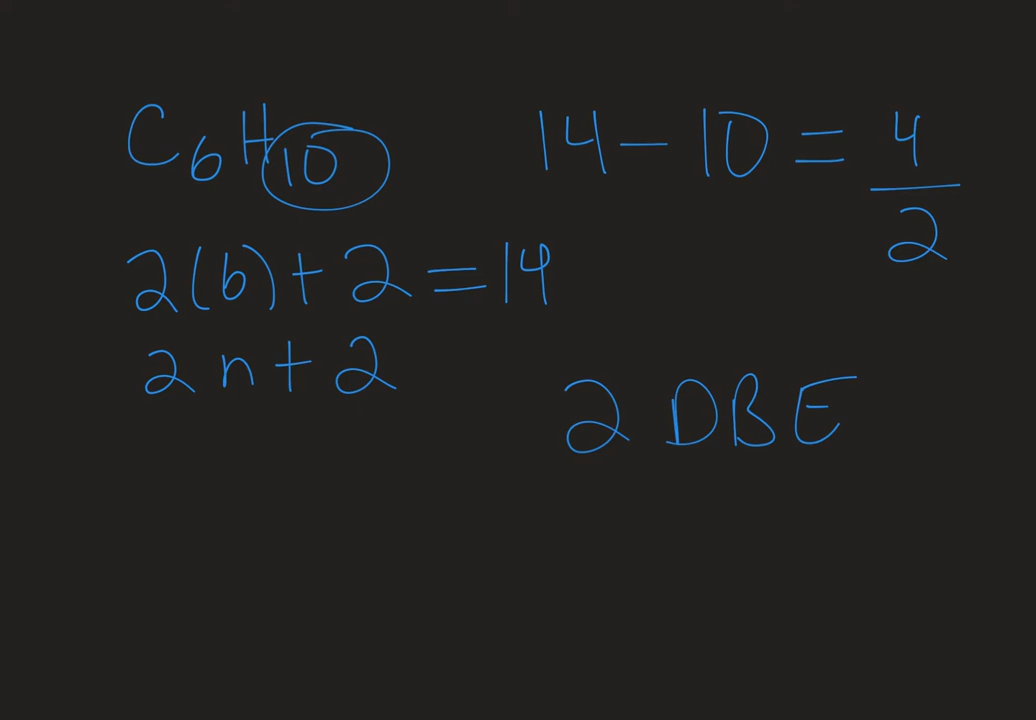 C6H10
14 - 10 = 4/2
2(6) + 2 = 14
2n + 2
2 DBE